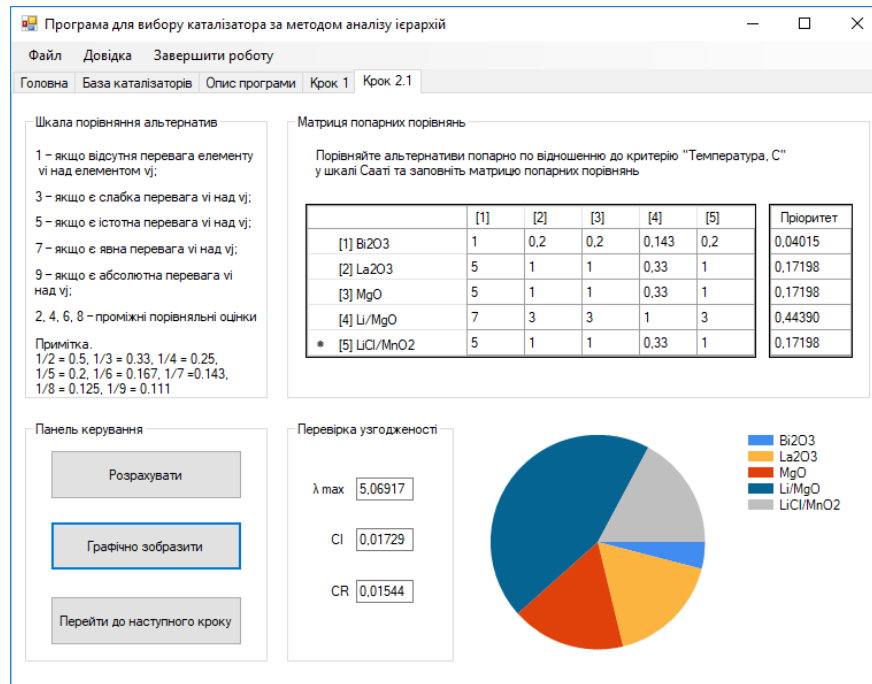 Програма для вибору каталізатора за методом аналізу ієрархій
Файл Довідка Завершити роботу
Головна База каталізаторів Опис програми Крок 1 Крок 2.1
Шкала порівняння альтернатив
1 – якщо відсутня перевага елементу
vi над елементом vj;
3 – якщо є слабка перевага vi над vj;
5 – якщо є істотна перевага vi над vj;
7 – якщо є явна перевага vi над vj;
9 – якщо є абсолютна перевага vi
над vj;
2, 4, 6, 8 – проміжні порівняльні оцінки
Примітка.
1/2 = 0.5, 1/3 = 0.33, 1/4 = 0.25,
1/5 = 0.2, 1/6 = 0.167, 1/7 =0.143,
1/8 = 0.125, 1/9 = 0.111
Матриця попарних порівнянь
Порівняйте альтернативи попарно по відношенню до критерію "Температура, С"
у шкалі Сааті та заповніть матрицю попарних порівнянь
[1] [2] [3] [4] [5] Пріоритет
[1] Bi2O3 1 0,2 0,2 0,143 0,2 0,04015
[2] La2O3 5 1 1 0,33 1 0,17198
[3] MgO 5 1 1 0,33 1 0,17198
[4] Li/MgO 7 3 3 1 3 0,44390
[5] LiCl/MnO2 5 1 1 0,33 1 0,17198
Панель керування
Розрахувати
Графічно зобразити
Перейти до наступного кроку
Перевірка узгодженості
λ max 5,06917
CI 0,01729
CR 0,01544
Bi2O3
La2O3
MgO
Li/MgO
LiCl/MnO2